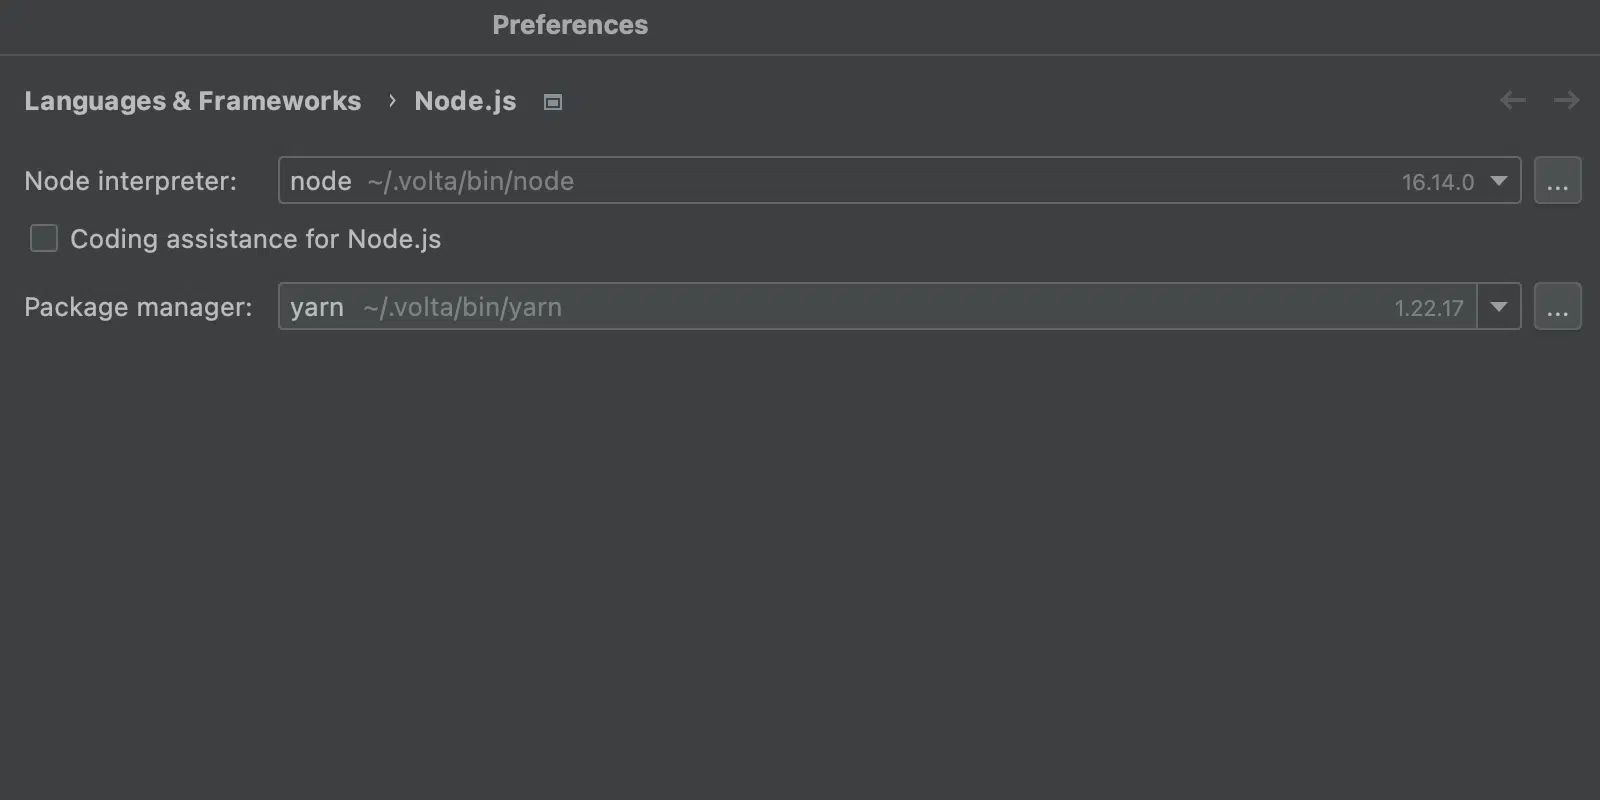 Preferences
Languages & Frameworks › Node.js
Node interpreter: node ~/.volta/bin/node 16.14.0 ...
Coding assistance for Node.js
Package manager: yarn ~/.volta/bin/yarn 1.22.17 ...